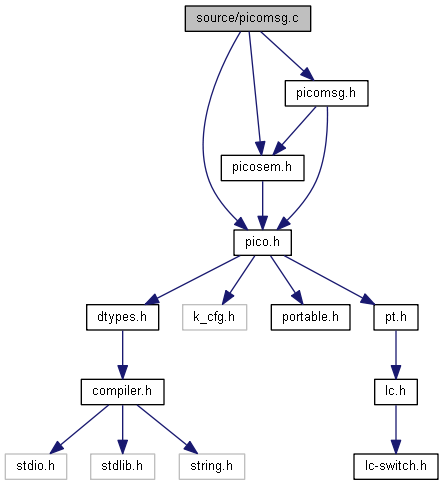 source/picomsg.c
picomsg.h
picosem.h
pico.h
dtypes.h
k_cfg.h
portable.h
pt.h
compiler.h
lc.h
stdio.h
stdlib.h
string.h
lc-switch.h